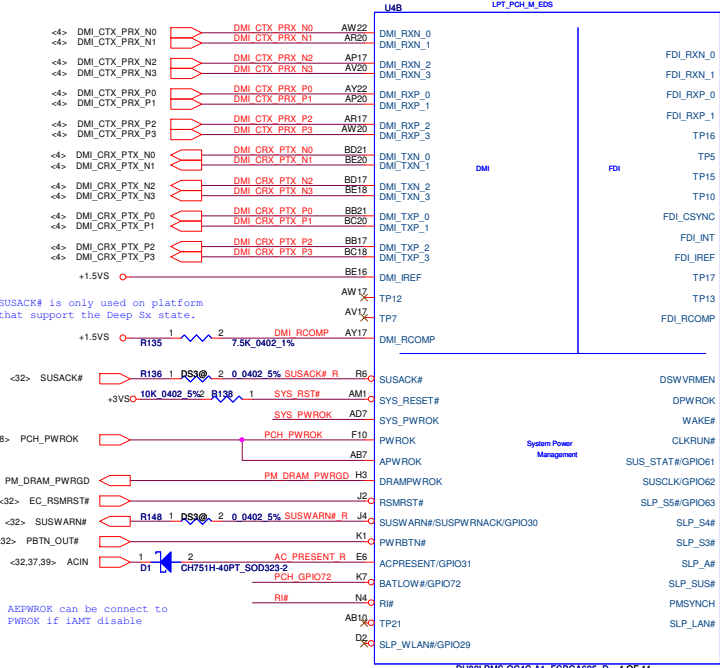 U4B LPT_PCH_M_EDS
<4> DMI_CTX_PRX_N0 DMI_CTX_PRX_N0 AW22 DMI_RXN_0
<4> DMI_CTX_PRX_N1 DMI_CTX_PRX_N1 AR20 DMI_RXN_1
FDI_RXN_0
<4> DMI_CTX_PRX_N2 DMI_CTX_PRX_N2 AP17 DMI_RXN_2
<4> DMI_CTX_PRX_N3 DMI_CTX_PRX_N3 AV20 DMI_RXN_3 FDI_RXN_1
<4> DMI_CTX_PRX_P0 DMI_CTX_PRX_P0 AY22 DMI_RXP_0 FDI_RXP_0
<4> DMI_CTX_PRX_P1 DMI_CTX_PRX_P1 AP20 DMI_RXP_1
FDI_RXP_1
<4> DMI_CTX_PRX_P2 DMI_CTX_PRX_P2 AR17 DMI_RXP_2
<4> DMI_CTX_PRX_P3 DMI_CTX_PRX_P3 AW20 DMI_RXP_3 TP16
<4> DMI_CRX_PTX_N0 DMI_CRX_PTX_N0 BD21 DMI_TXN_0 TP5
<4> DMI_CRX_PTX_N1 DMI_CRX_PTX_N1 BE20 DMI_TXN_1
DMI FDI TP15
<4> DMI_CRX_PTX_N2 DMI_CRX_PTX_N2 BD17 DMI_TXN_2
<4> DMI_CRX_PTX_N3 DMI_CRX_PTX_N3 BE18 DMI_TXN_3 TP10
<4> DMI_CRX_PTX_P0 DMI_CRX_PTX_P0 BB21 DMI_TXP_0 FDI_CSYNC
<4> DMI_CRX_PTX_P1 DMI_CRX_PTX_P1 BC20 DMI_TXP_1
FDI_INT
<4> DMI_CRX_PTX_P2 DMI_CRX_PTX_P2 BB17 DMI_TXP_2
<4> DMI_CRX_PTX_P3 DMI_CRX_PTX_P3 BC18 DMI_TXP_3 FDI_IREF
+1.5VS BE16 DMI_IREF TP17
AW17 TP12 TP13
SUSACK# is only used on platform
that support the Deep Sx state.
AV17 TP7 FDI_RCOMP
+1.5VS 1 2 DMI_RCOMP AY17 DMI_RCOMP
R135 7.5K_0402_1%
<32> SUSACK# R136 1 DS3@ 2 0_0402_5% SUSACK#_R R6 SUSACK# DSWVRMEN
+3VS 10K_0402_5% 2 R138 1 SYS_RST# AM1 SYS_RESET# DPWROK
SYS_PWROK AD7 SYS_PWROK WAKE#
8> PCH_PWROK PCH_PWROK F10 PWROK CLKRUN#
System Power
Management
AB7 APWROK SUS_STAT#/GPIO61
PM_DRAM_PWRGD PM_DRAM_PWRGD H3 DRAMPWROK SUSCLK/GPIO62
<32> EC_RSMRST# J2 RSMRST# SLP_S5#/GPIO63
<32> SUSWARN# R148 1 DS3@ 2 0_0402_5% SUSWARN#_R J4 SUSWARN#/SUSPWRNACK/GPIO30 SLP_S4#
32> PBTN_OUT# K1 PWRBTN# SLP_S3#
<32,37,39> ACIN 1 2 AC_PRESENT_R E6 ACPRESENT/GPIO31 SLP_A#
D1 CH751H-40PT_SOD323-2
PCH_GPIO72 K7 BATLOW#/GPIO72 SLP_SUS#
RI# N4 RI# PMSYNCH
AEPWROK can be connect to
PWROK if iAMT disable
AB10 TP21 SLP_LAN#
D2 SLP_WLAN#/GPIO29